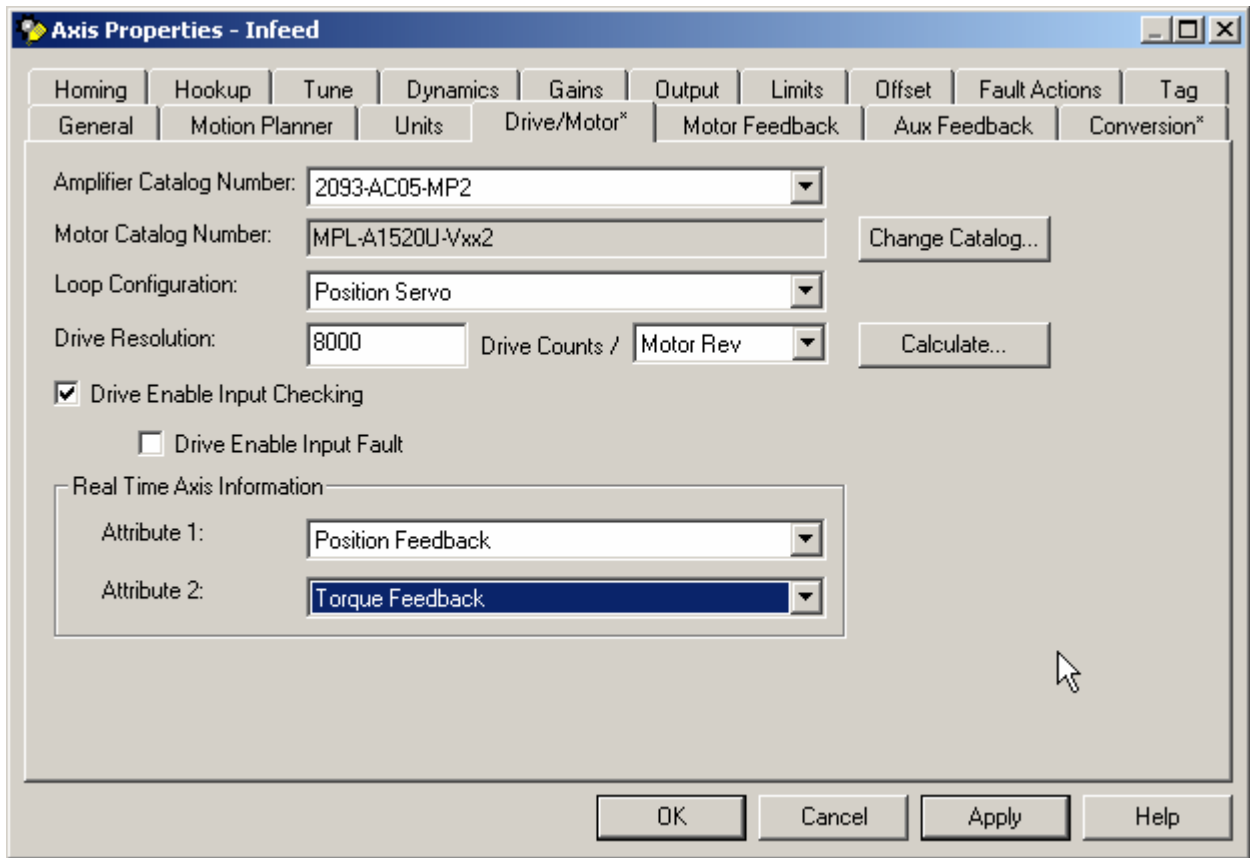 Axis Properties - Infeed
Homing Hookup Tune Dynamics Gains Output Limits Offset Fault Actions Tag
General Motion Planner Units Drive/Motor* Motor Feedback Aux Feedback Conversion*
Amplifier Catalog Number: 2093-AC05-MP2
Motor Catalog Number: MPL-A1520U-Vxx2 Change Catalog...
Loop Configuration: Position Servo
Drive Resolution: 8000 Drive Counts / Motor Rev Calculate...
Drive Enable Input Checking
Drive Enable Input Fault
Real Time Axis Information
Attribute 1: Position Feedback
Attribute 2: Torque Feedback
OK Cancel Apply Help